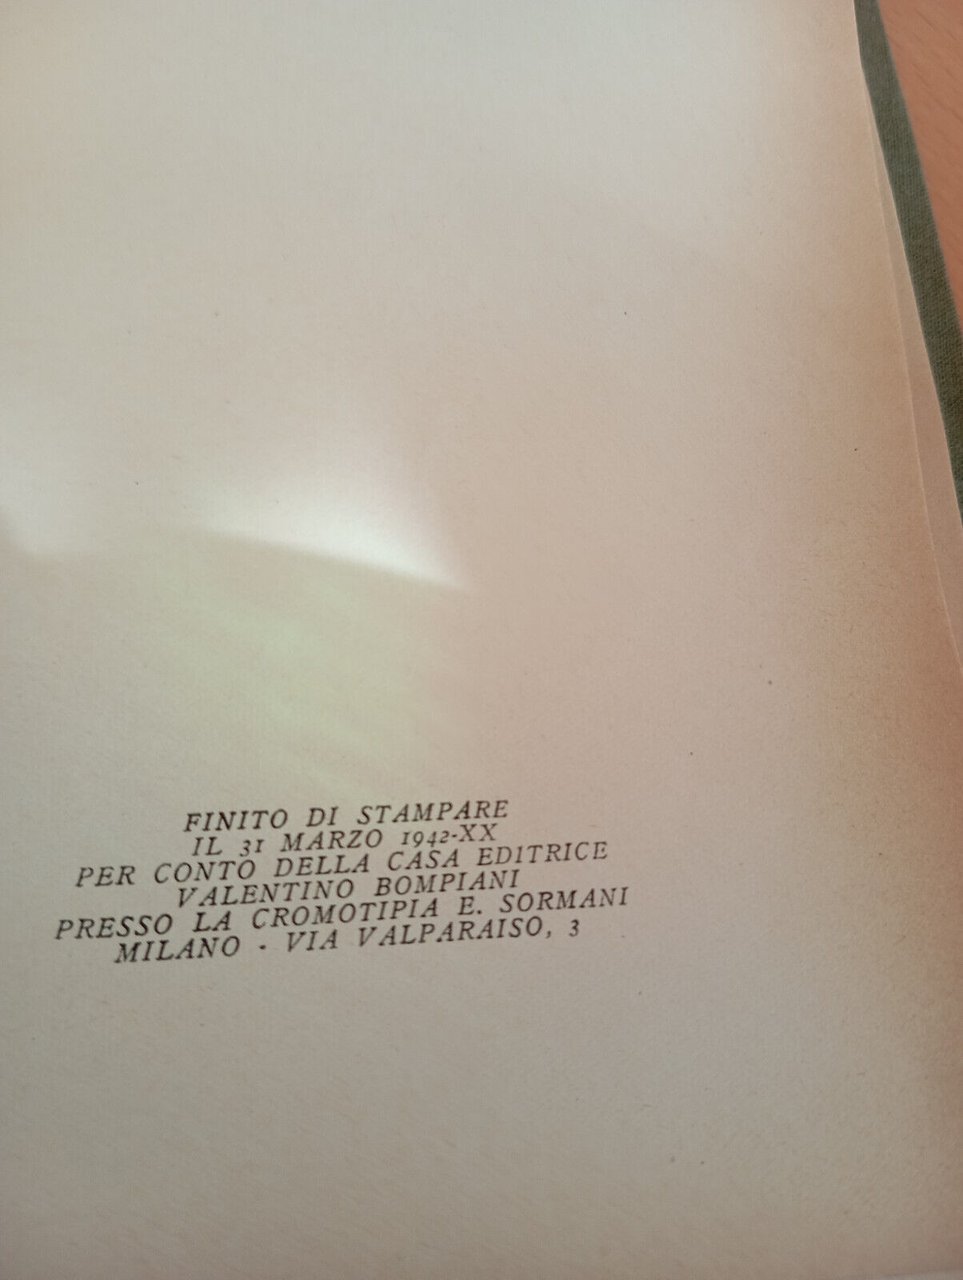 FINITO DI STAMPARE
IL 31 MARZO 1942-XX
PER CONTO DELLA CASA EDITRICE
VALENTINO BOMPIANI
PRESSO LA CROMOTIPIA E. SORMANI
MILANO - VIA VALPARAISO, 3